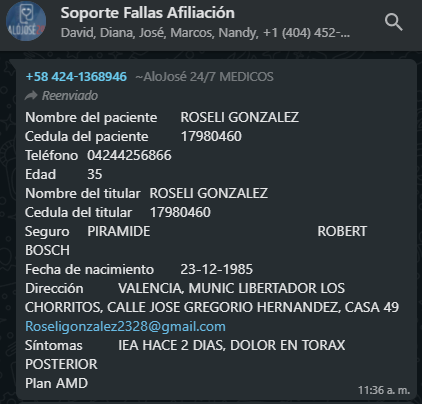 Soporte Fallas Afiliación
David, Diana, José, Marcos, Nandy, +1 (404) 452-...
ALOJOSÉ
+58 424-1368946 ~AloJosé 24/7 MEDICOS
Reenviado
Nombre del paciente ROSELI GONZALEZ
Cedula del paciente 17980460
Teléfono 04244256866
Edad 35
Nombre del titular ROSELI GONZALEZ
Cedula del titular 17980460
Seguro PIRAMIDE ROBERT
BOSCH
Fecha de nacimiento 23-12-1985
Dirección VALENCIA, MUNIC LIBERTADOR LOS
CHORRITOS, CALLE JOSE GREGORIO HERNANDEZ, CASA 49
Roseligonzalez2328@gmail.com
Síntomas IEA HACE 2 DIAS, DOLOR EN TORAX
POSTERIOR
Plan AMD
11:36 a. m.